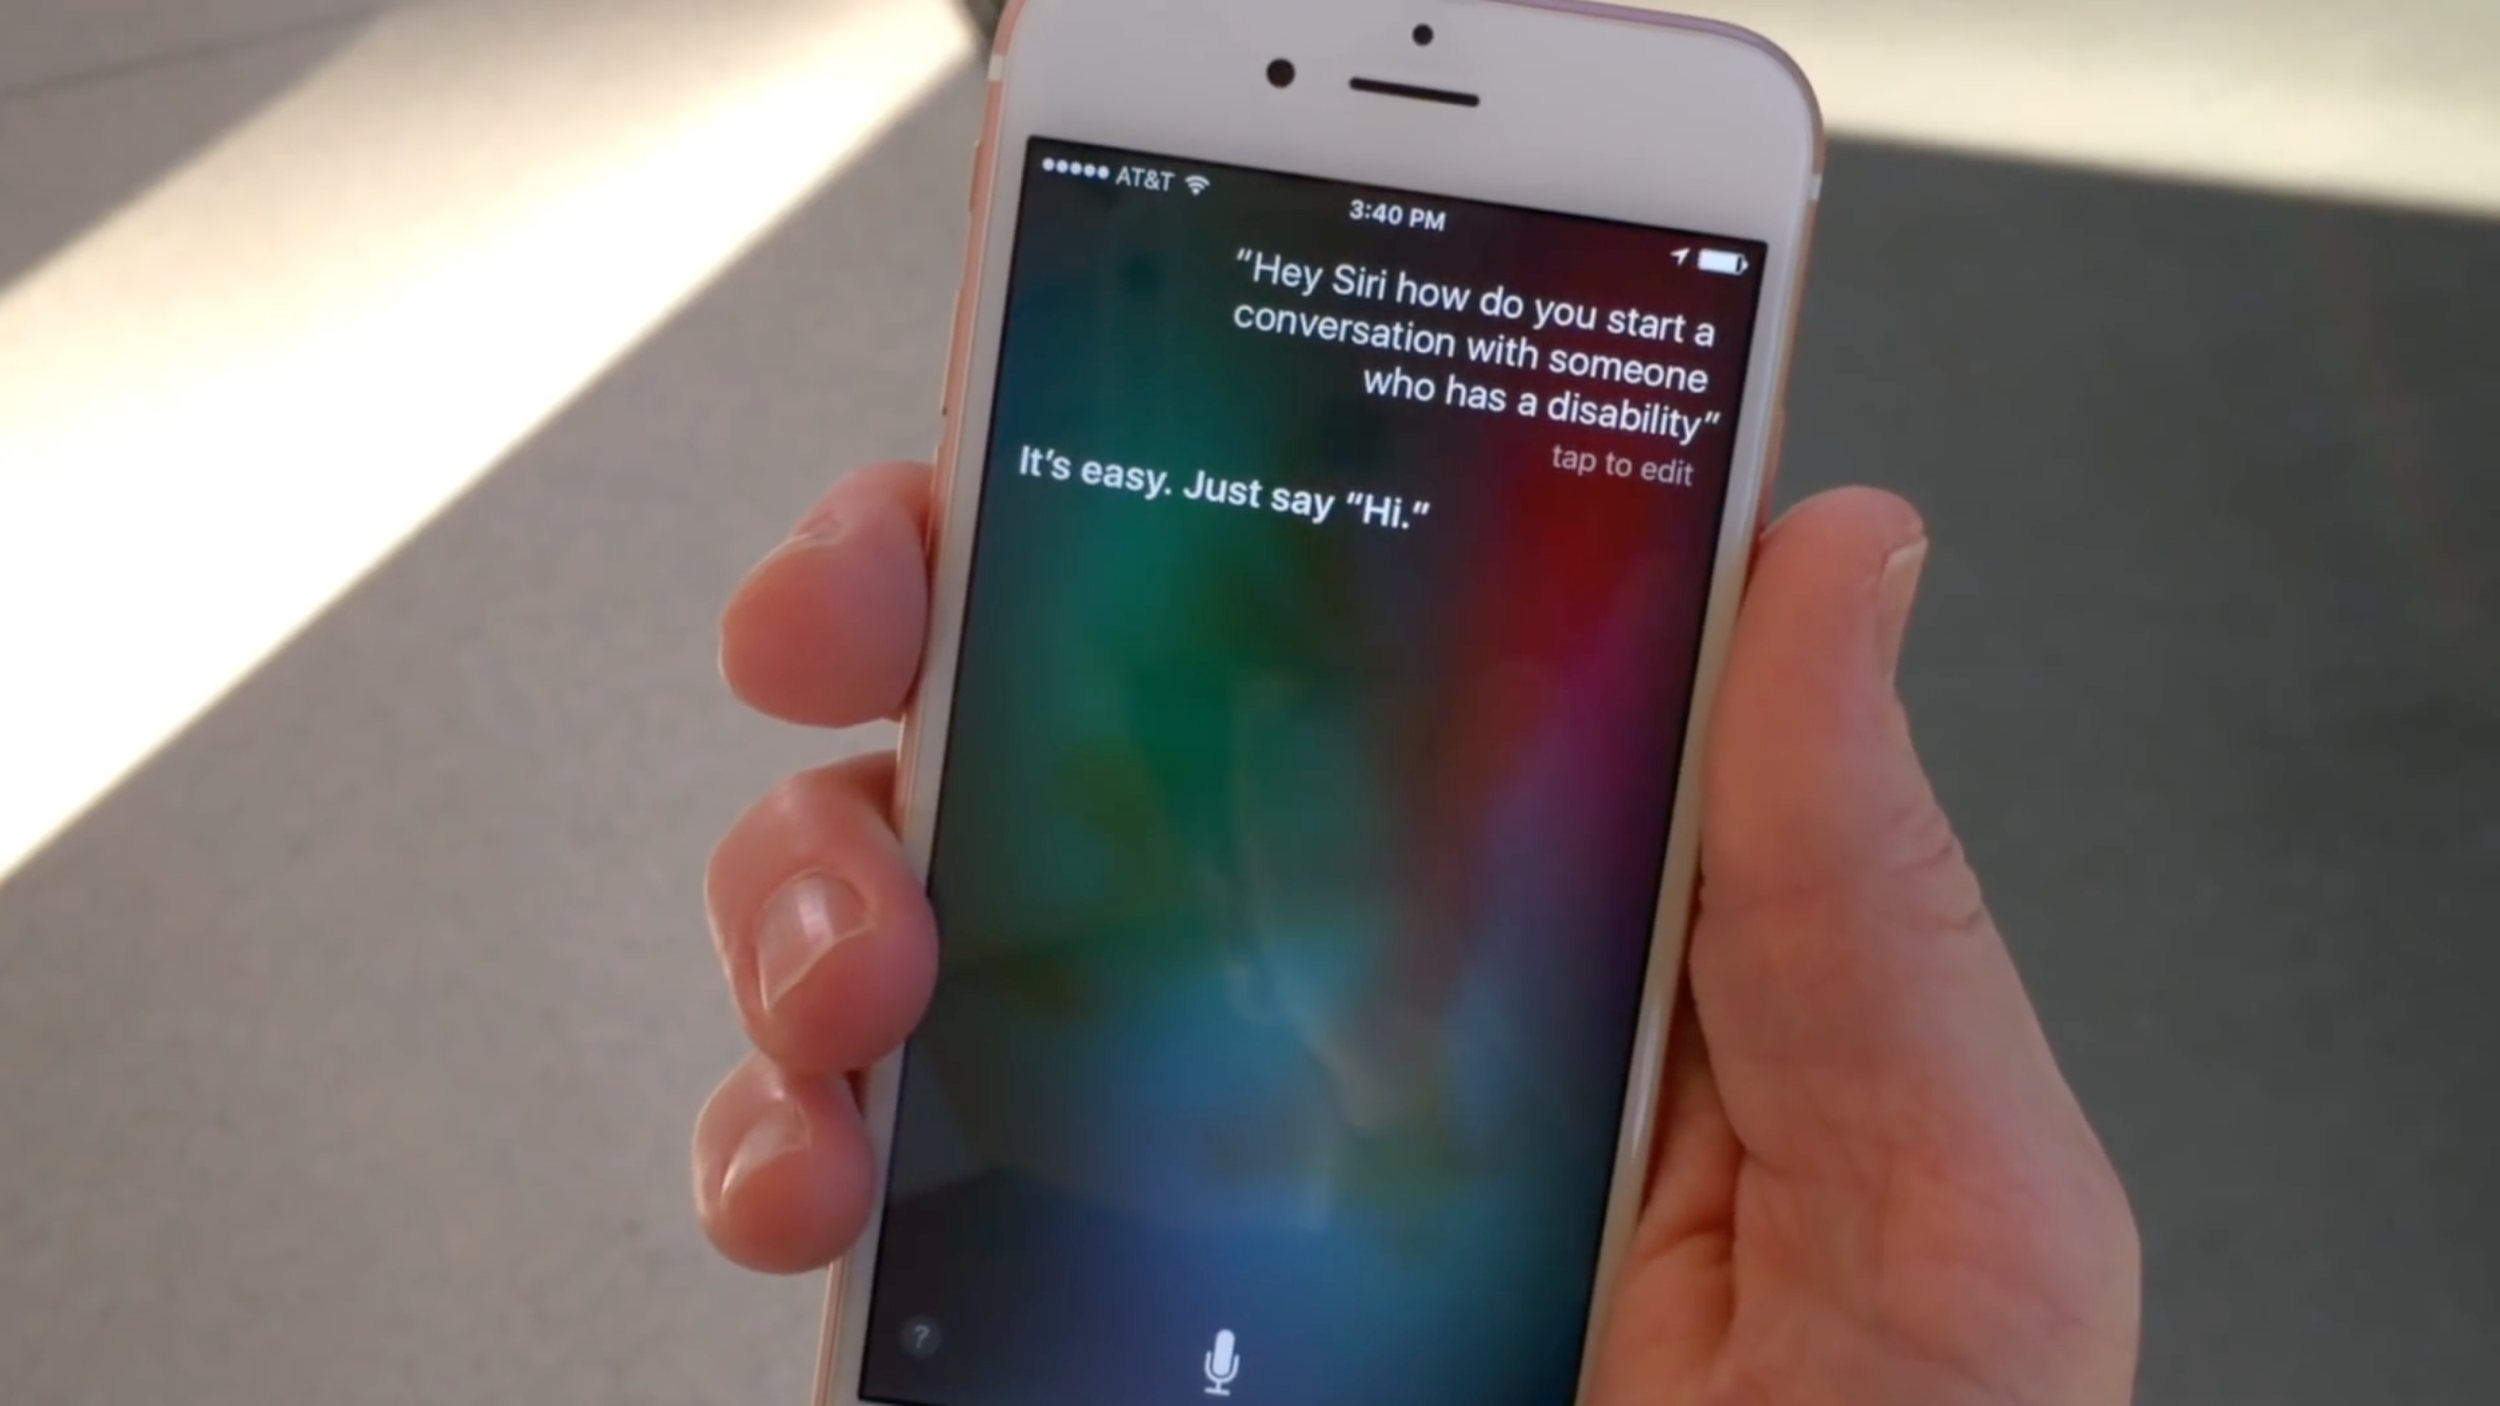 AT&T
3:40 PM
“Hey Siri how do you start a
conversation with someone
who has a disability”
tap to edit
It’s easy. Just say “Hi.”
?